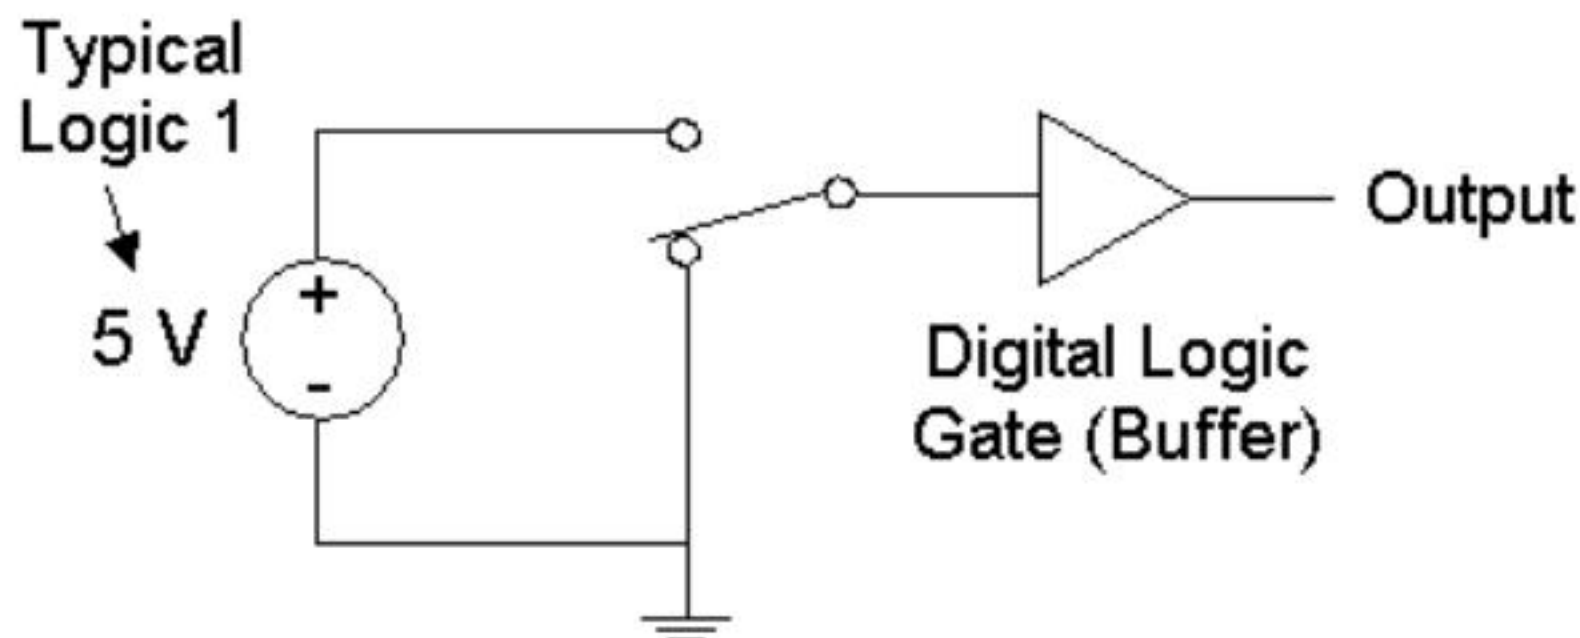 Typical
Logic 1
5 V
+
-
Output
Digital Logic
Gate (Buffer)